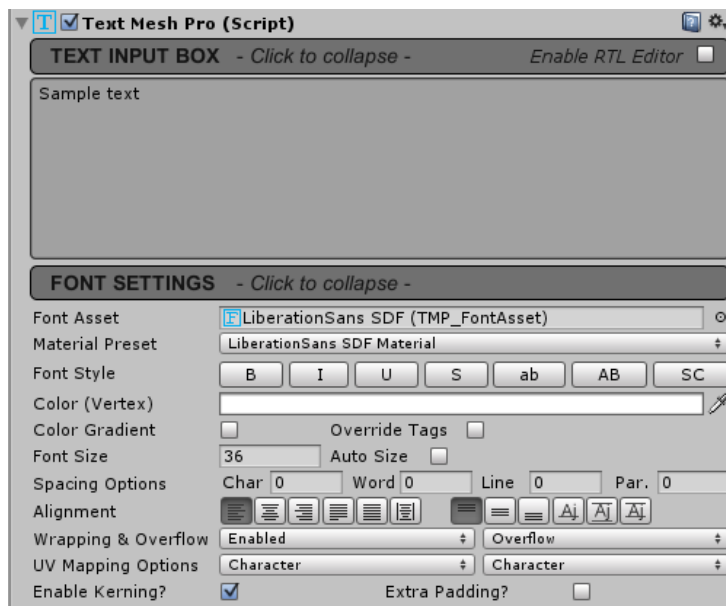 Text Mesh Pro (Script)
TEXT INPUT BOX - Click to collapse - Enable RTL Editor
Sample text
FONT SETTINGS - Click to collapse -
Font Asset LiberationSans SDF (TMP_FontAsset)
Material Preset LiberationSans SDF Material
Font Style B I U S ab AB SC
Color (Vertex)
Color Gradient Override Tags
Font Size 36 Auto Size
Spacing Options Char 0 Word 0 Line 0 Par. 0
Alignment
Wrapping & Overflow Enabled Overflow
UV Mapping Options Character Character
Enable Kerning? Extra Padding?